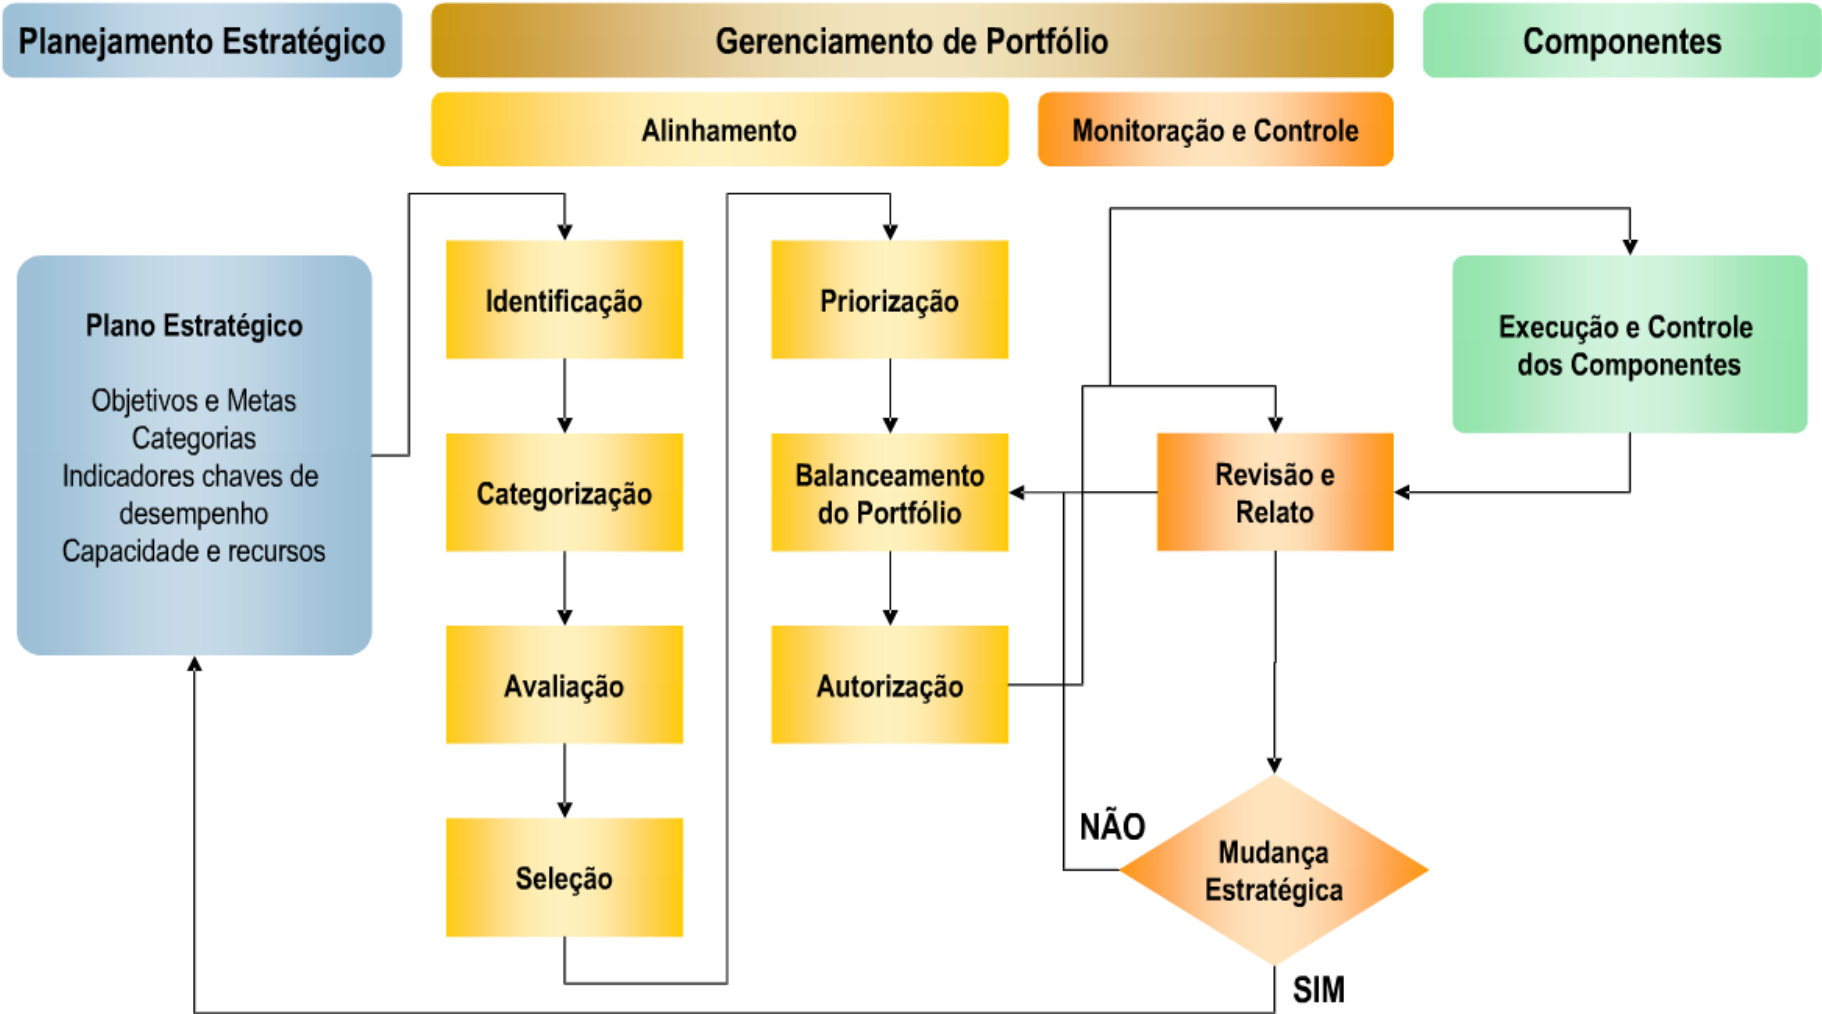 Planejamento Estratégico
Gerenciamento de Portfólio
Componentes
Alinhamento
Monitoração e Controle
Plano Estratégico
Objetivos e Metas
Categorias
Indicadores chaves de
desempenho
Capacidade e recursos
Identificação
Categorização
Avaliação
Seleção
Priorização
Balanceamento
do Portfólio
Autorização
Revisão e
Relato
Mudança
Estratégica
NÃO
SIM
Execução e Controle
dos Componentes